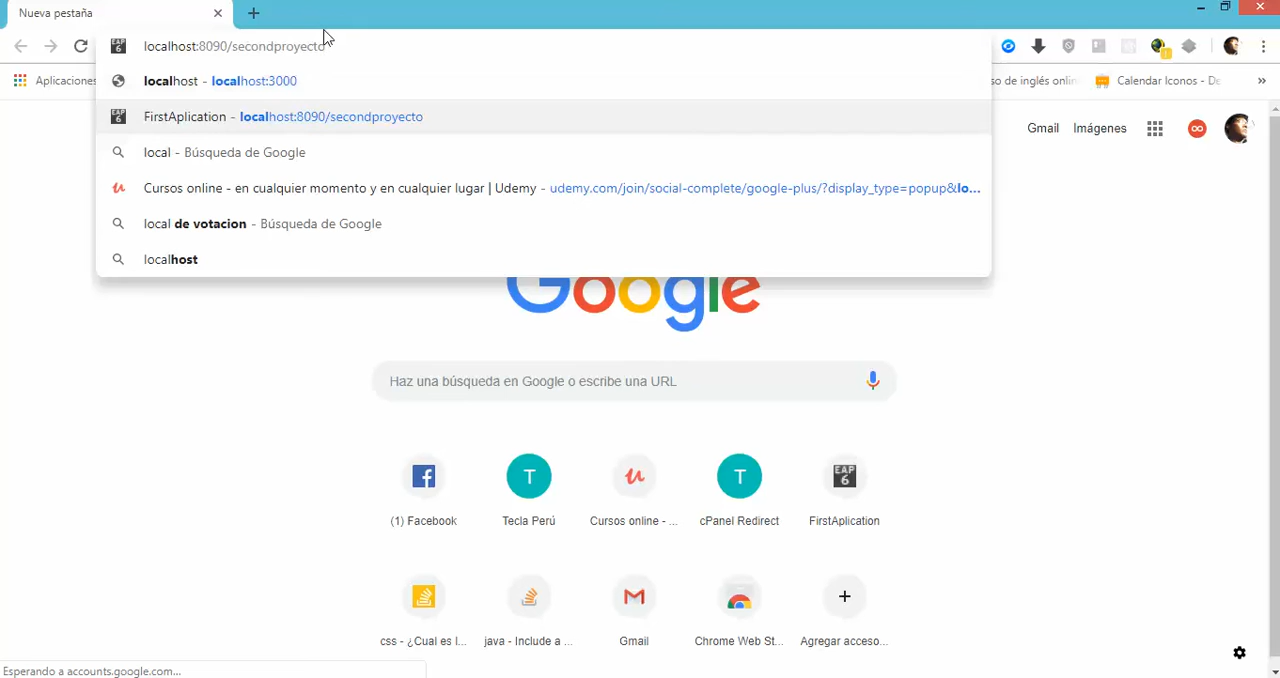 Nueva pestaña
localhost:8090/secondproyecto
localhost - localhost:3000
FirstAplication - localhost:8090/secondproyecto
local - Búsqueda de Google
Cursos online - en cualquier momento y en cualquier lugar | Udemy - udemy.com/join/social-complete/google-plus/?display_type=popup&lo...
local de votacion - Búsqueda de Google
localhost
Aplicaciones
so de inglés onlin
Calendar Iconos - De
»
Gmail Imágenes
Google
Haz una búsqueda en Google o escribe una URL
T T EAP 6
(1) Facebook Tecla Perú Cursos online - ... cPanel Redirect FirstAplication
css - ¿Cual es l... java - Include a ... Gmail Chrome Web St... Agregar acceso...
Esperando a accounts.google.com...